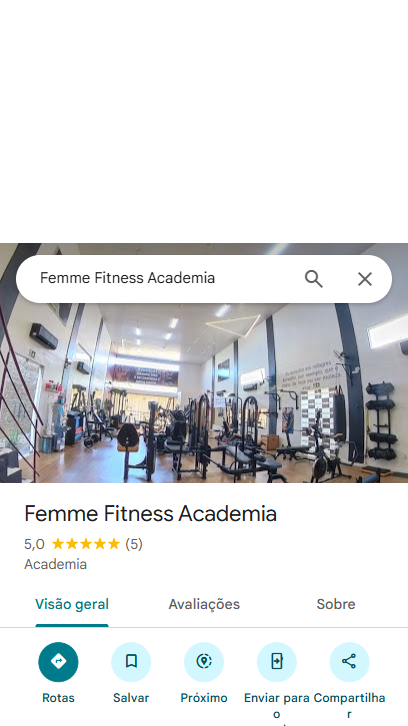 Femme Fitness Academia
Femme Fitness Academia
5,0 (5)
Academia
Visão geral Avaliações Sobre
Rotas Salvar Próximo Enviar para o Compartilhar